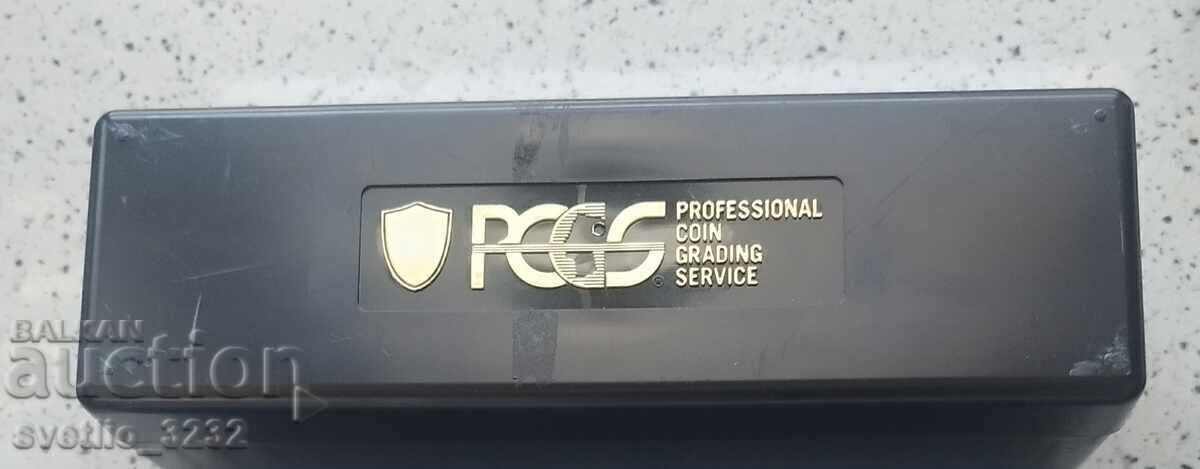 PCGS
PROFESSIONAL
COIN
GRADING
SERVICE
BALKAN
auction
svetlio_3232